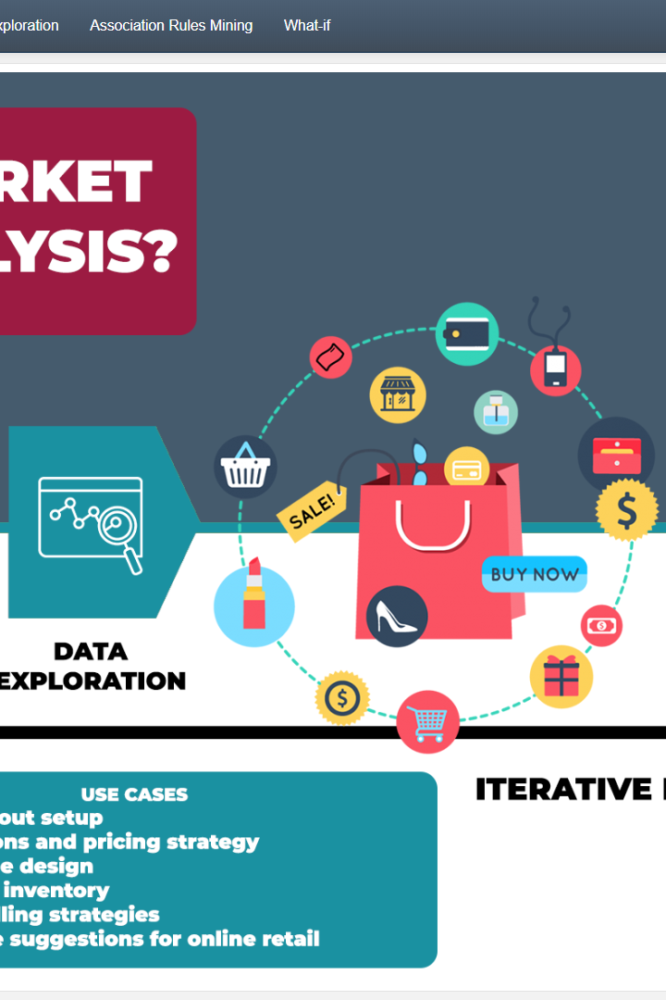 xploration Association Rules Mining What-if
RKET
LYSIS?
SALE!
$
BUY NOW
$
DATA
EXPLORATION
$
USE CASES
out setup
ons and pricing strategy
e design
inventory
lling strategies
e suggestions for online retail
ITERATIVE